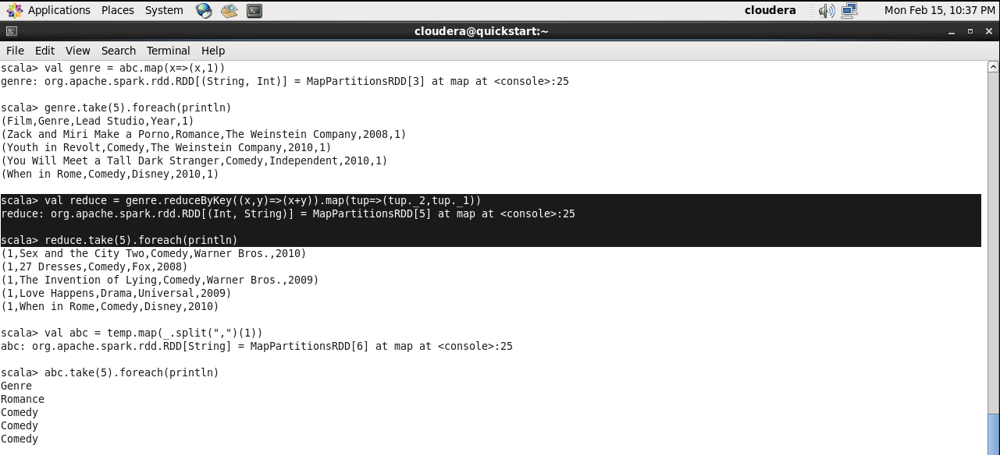 Applications Places System cloudera Mon Feb 15, 10:37 PM
cloudera@quickstart:~
File Edit View Search Terminal Help
scala> val genre = abc.map(x=>(x,1))
genre: org.apache.spark.rdd.RDD[(String, Int)] = MapPartitionsRDD[3] at map at <console>:25
scala> genre.take(5).foreach(println)
(Film,Genre,Lead Studio,Year,1)
(Zack and Miri Make a Porno,Romance,The Weinstein Company,2008,1)
(Youth in Revolt,Comedy,The Weinstein Company,2010,1)
(You Will Meet a Tall Dark Stranger,Comedy,Independent,2010,1)
(When in Rome,Comedy,Disney,2010,1)
scala> val reduce = genre.reduceByKey((x,y)=>(x+y)).map(tup=>(tup._2,tup._1))
reduce: org.apache.spark.rdd.RDD[(Int, String)] = MapPartitionsRDD[5] at map at <console>:25
scala> reduce.take(5).foreach(println)
(1,Sex and the City Two,Comedy,Warner Bros.,2010)
(1,27 Dresses,Comedy,Fox,2008)
(1,The Invention of Lying,Comedy,Warner Bros.,2009)
(1,Love Happens,Drama,Universal,2009)
(1,When in Rome,Comedy,Disney,2010)
scala> val abc = temp.map(_.split(",")(1))
abc: org.apache.spark.rdd.RDD[String] = MapPartitionsRDD[6] at map at <console>:25
scala> abc.take(5).foreach(println)
Genre
Romance
Comedy
Comedy
Comedy